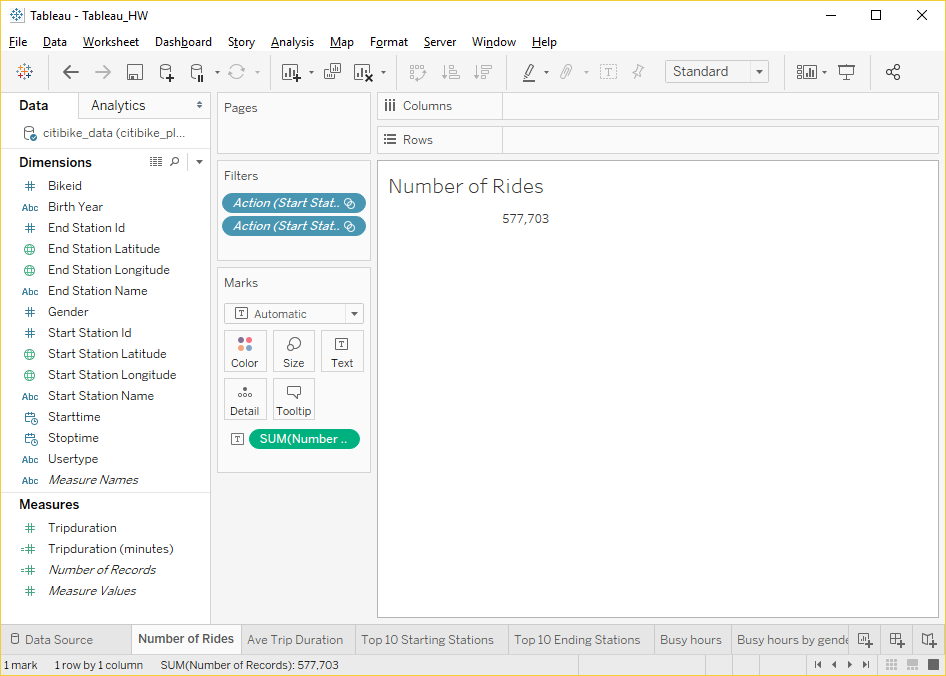 Tableau - Tableau_HW
File Data Worksheet Dashboard Story Analysis Map Format Server Window Help
Standard
Data Analytics
citibike_data (citibike_pl...
Dimensions
# Bikeid
Abc Birth Year
# End Station Id
End Station Latitude
End Station Longitude
Abc End Station Name
# Gender
# Start Station Id
Start Station Latitude
Start Station Longitude
Abc Start Station Name
Starttime
Stoptime
Abc Usertype
Abc Measure Names
Measures
# Tripduration
=# Tripduration (minutes)
=# Number of Records
# Measure Values
Pages
Filters
Action (Start Stat..
Action (Start Stat..
Marks
T Automatic
Color Size Text
Detail Tooltip
T SUM(Number ..
Columns
Rows
Number of Rides
577,703
Data Source Number of Rides Ave Trip Duration Top 10 Starting Stations Top 10 Ending Stations Busy hours Busy hours by gende
1 mark 1 row by 1 column SUM(Number of Records): 577,703